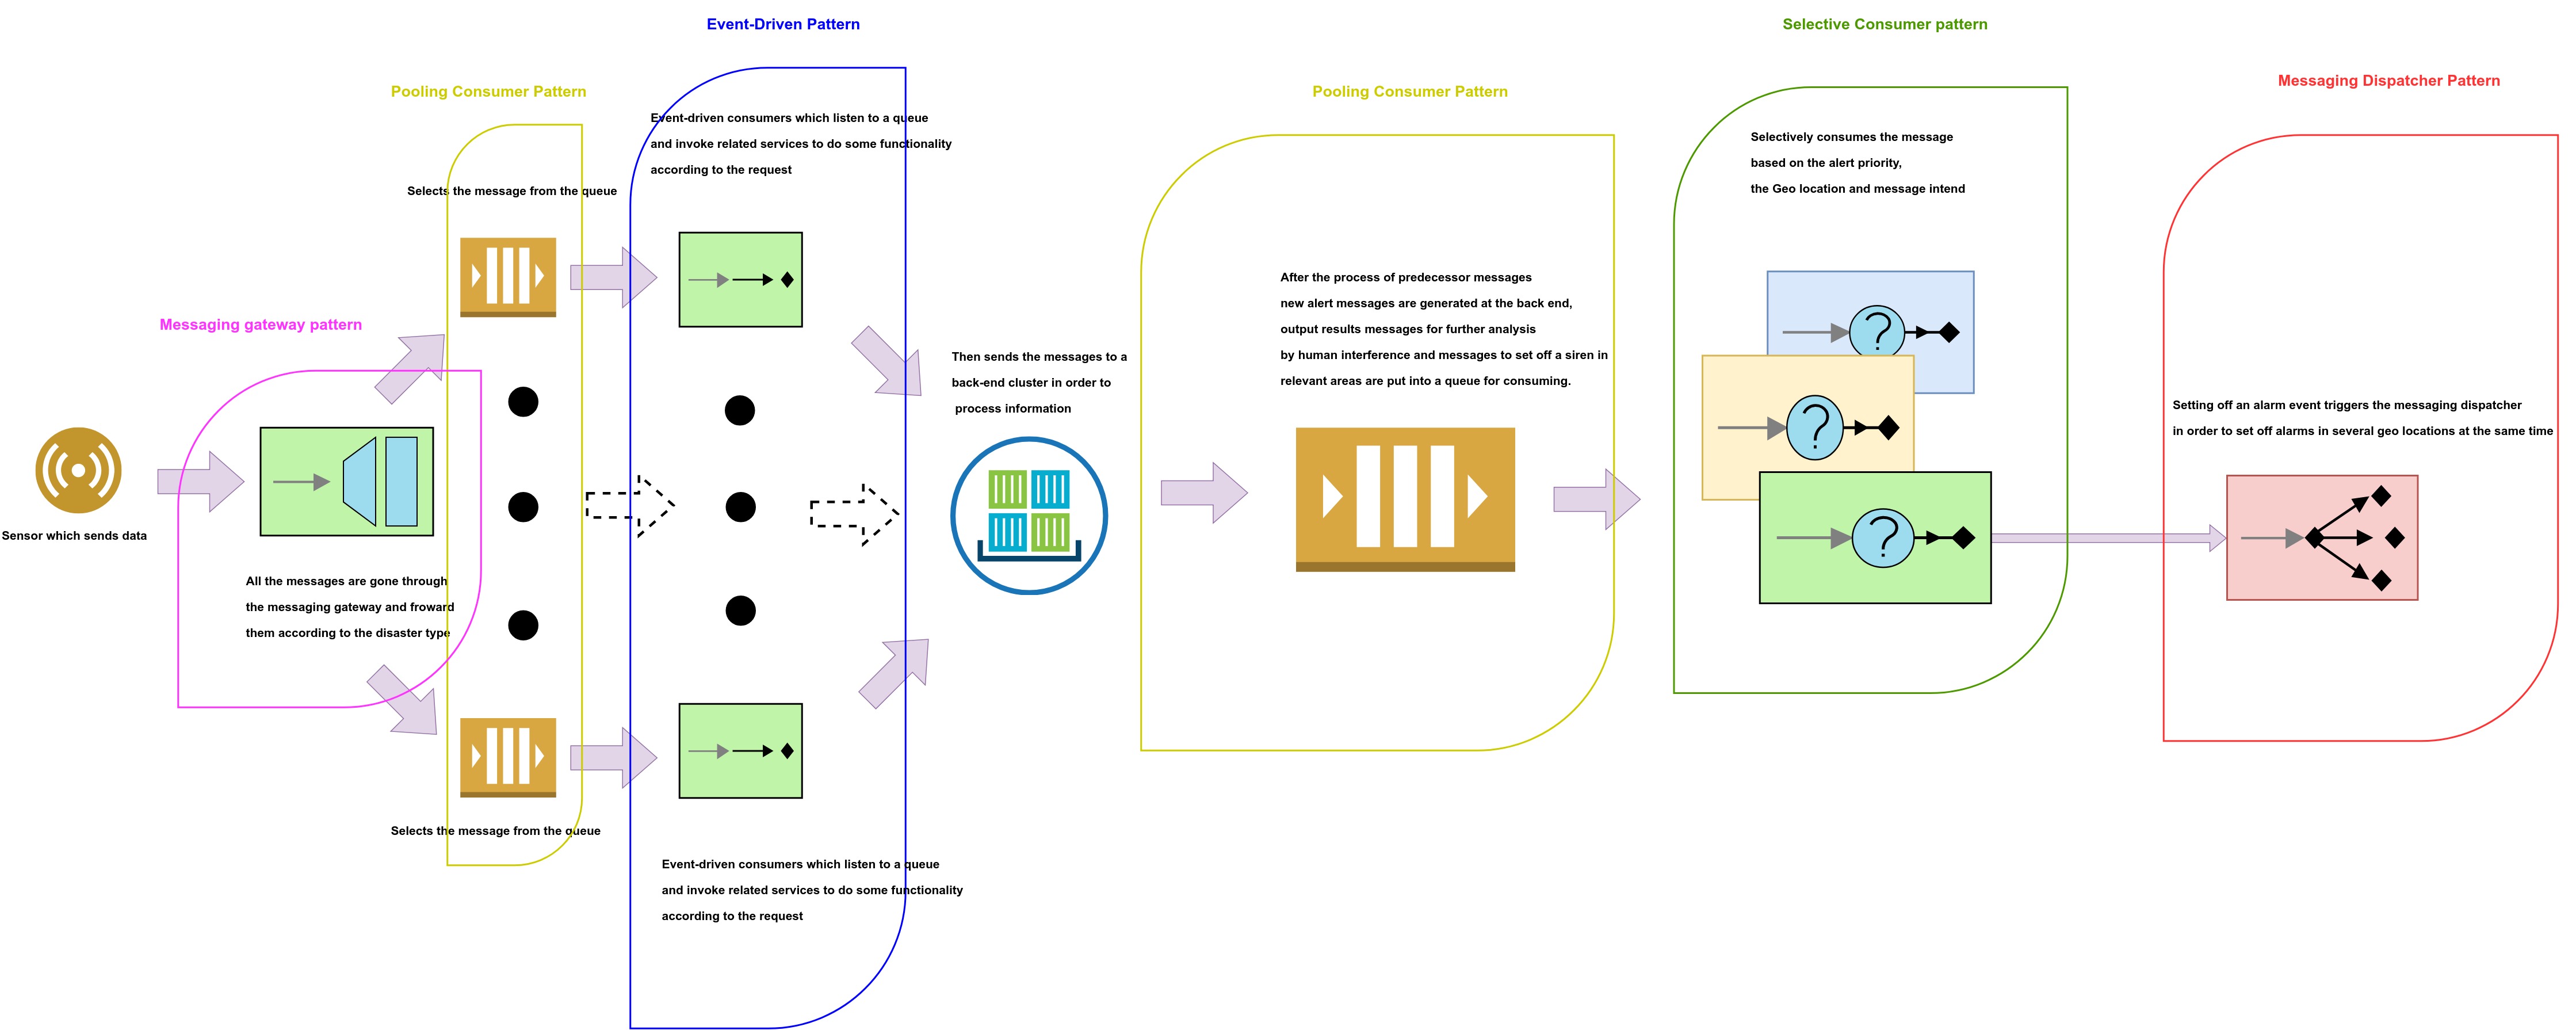 Event-Driven Pattern
Selective Consumer pattern
Pooling Consumer Pattern
Pooling Consumer Pattern
Messaging Dispatcher Pattern
Event-driven consumers which listen to a queue
and invoke related services to do some functionality
according to the request
Selects the message from the queue
Selectively consumes the message
based on the alert priority,
the Geo location and message intend
Messaging gateway pattern
Then sends the messages to a
back-end cluster in order to
process information
After the process of predecessor messages
new alert messages are generated at the back end,
output results messages for further analysis
by human interference and messages to set off a siren in
relevant areas are put into a queue for consuming.
Setting off an alarm event triggers the messaging dispatcher
in order to set off alarms in several geo locations at the same time
Sensor which sends data
All the messages are gone through
the messaging gateway and froward
them according to the disaster type
Selects the message from the queue
Event-driven consumers which listen to a queue
and invoke related services to do some functionality
according to the request